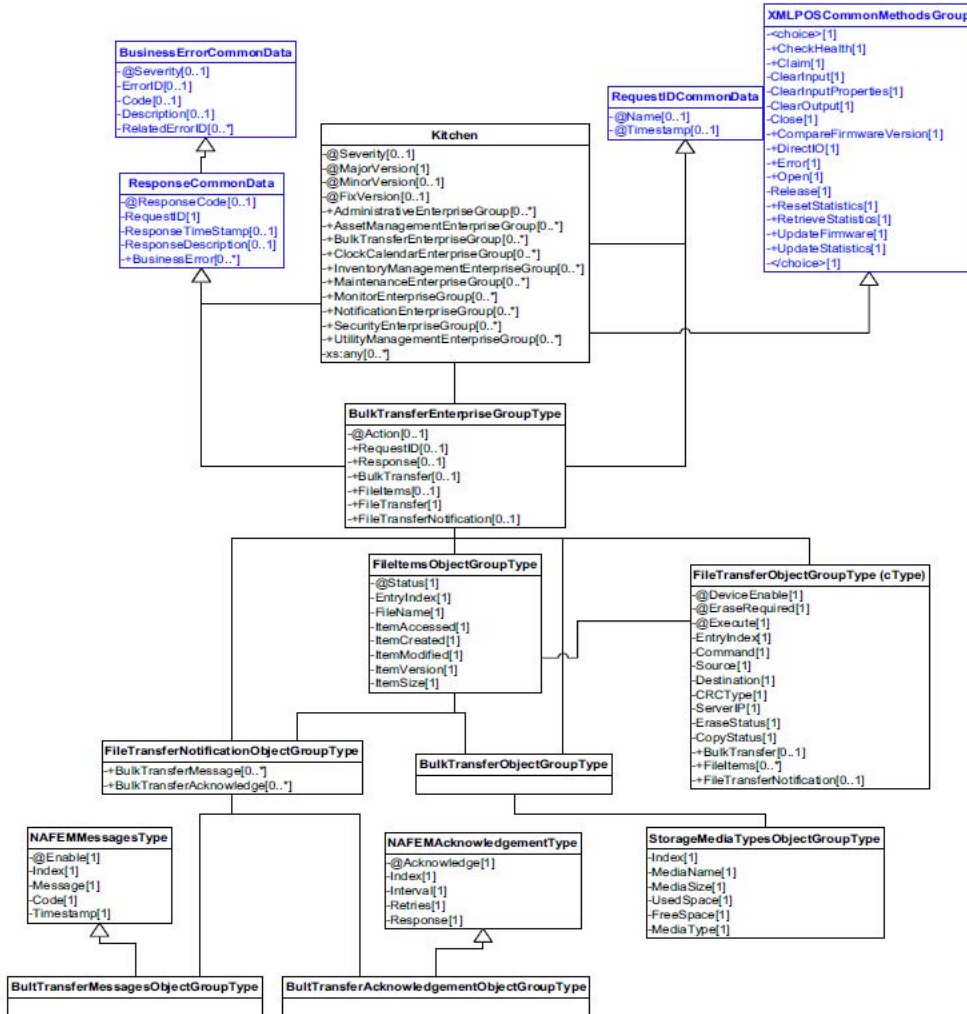 XMLPOSCommonMethodsGroup
-<choice>[1]
-+CheckHealth[1]
-+Claim[1]
-ClearInput[1]
-ClearInputProperties[1]
-ClearOutput[1]
-Close[1]
-+CompareFirmwareVersion[1]
-+DirectIO[1]
-+Error[1]
-+Open[1]
-Release[1]
-+ResetStatistics[1]
-+RetrieveStatistics[1]
-+UpdateFirmware[1]
-+UpdateStatistics[1]
-</choice>[1]
BusinessErrorCommonData
-@Severity[0..1]
-ErrorID[0..1]
-Code[0..1]
-Description[0..1]
-RelatedErrorID[0..*]
RequestIDCommonData
-@Name[0..1]
-@Timestamp[0..1]
Kitchen
-@Severity[0..1]
-@MajorVersion[1]
-@MinorVersion[0..1]
-@FixVersion[0..1]
-+AdministrativeEnterpriseGroup[0..*]
-+AssetManagementEnterpriseGroup[0..*]
-+BulkTransferEnterpriseGroup[0..*]
-+ClockCalendarEnterpriseGroup[0..*]
-+InventoryManagementEnterpriseGroup[0..*]
-+MaintenanceEnterpriseGroup[0..*]
-+MonitorEnterpriseGroup[0..*]
-+NotificationEnterpriseGroup[0..*]
-+SecurityEnterpriseGroup[0..*]
-+UtilityManagementEnterpriseGroup[0..*]
-xs:any[0..*]
ResponseCommonData
-@ResponseCode[0..1]
-RequestID[1]
-ResponseTimeStamp[0..1]
-ResponseDescription[0..1]
-+BusinessError[0..*]
BulkTransferEnterpriseGroupType
-@Action[0..1]
-+RequestID[0..1]
-+Response[0..1]
-+BulkTransfer[0..1]
-+FileItems[0..1]
-+FileTransfer[1]
-+FileTransferNotification[0..1]
FileItemsObjectGroupType
-@Status[1]
-EntryIndex[1]
-FileName[1]
-ItemAccessed[1]
-ItemCreated[1]
-ItemModified[1]
-ItemVersion[1]
-ItemSize[1]
FileTransferObjectGroupType (cType)
-@DeviceEnable[1]
-@EraseRequired[1]
-@Execute[1]
-EntryIndex[1]
-Command[1]
-Source[1]
-Destination[1]
-CRCType[1]
-ServerIP[1]
-EraseStatus[1]
-CopyStatus[1]
-+BulkTransfer[0..1]
-+FileItems[0..*]
-+FileTransferNotification[0..1]
FileTransferNotificationObjectGroupType
-+BulkTransferMessage[0..*]
-+BulkTransferAcknowledge[0..*]
BulkTransferObjectGroupType
NAFEMMessagesType
-@Enable[1]
-Index[1]
-Message[1]
-Code[1]
-Timestamp[1]
NAFEMAcknowledgementType
-@Acknowledge[1]
-Index[1]
-Interval[1]
-Retries[1]
-Response[1]
StorageMediaTypesObjectGroupType
-Index[1]
-MediaName[1]
-MediaSize[1]
-UsedSpace[1]
-FreeSpace[1]
-MediaType[1]
BultTransferMessagesObjectGroupType
BultTransferAcknowledgementObjectGroupType